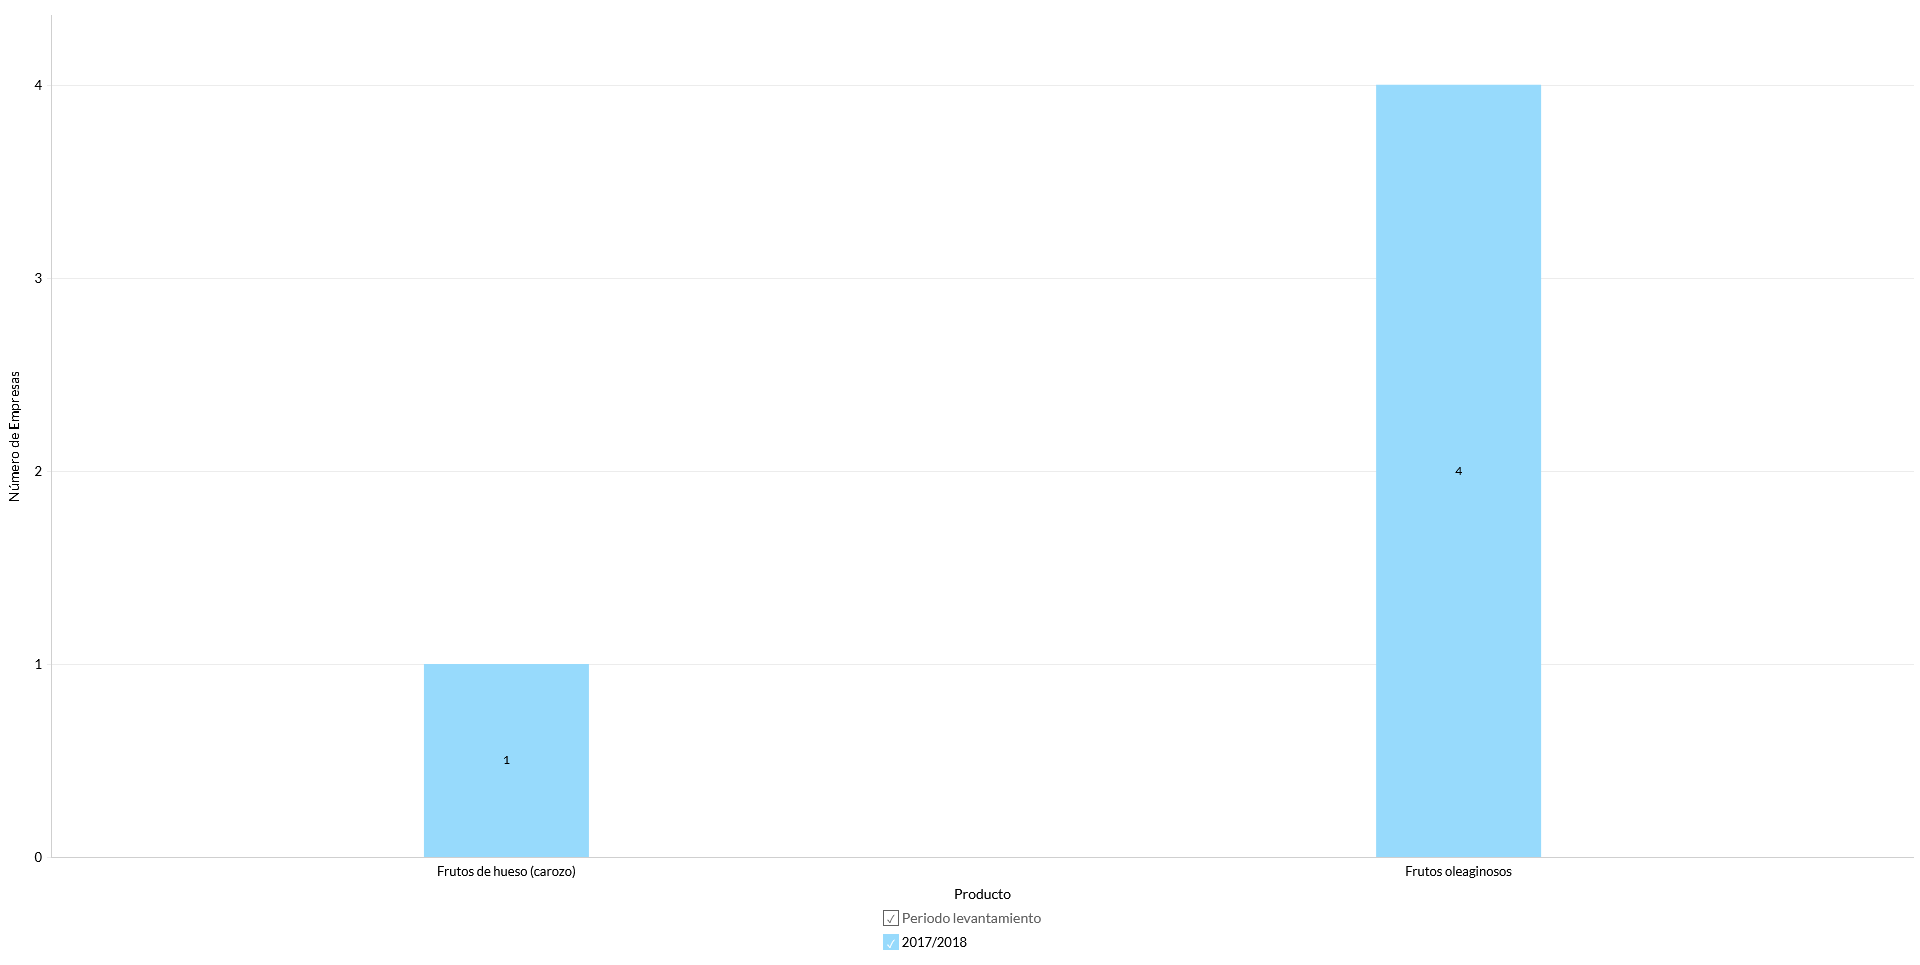 4
3
2
1
0
Número de Empresas
1
4
Frutos de hueso (carozo)
Frutos oleaginosos
Producto
Periodo levantamiento
2017/2018